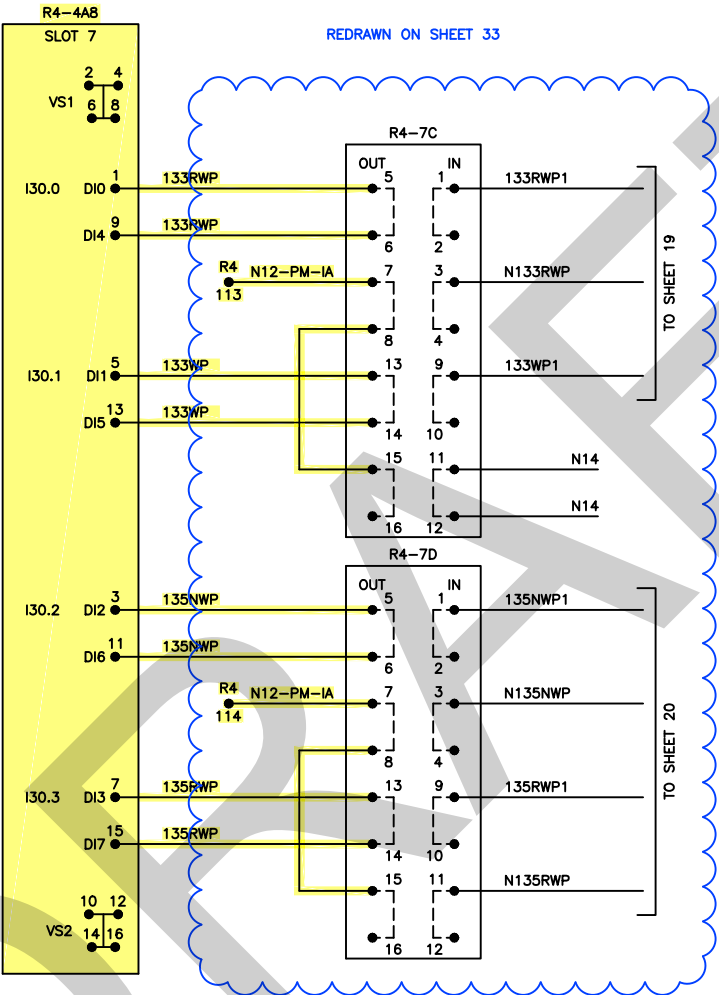 R4-4A8
SLOT 7
REDRAWN ON SHEET 33
2 4
VS1
6 8
R4-7C
OUT IN
I30.0 DI0 1 133RWP 5 1 133RWP1
DI4 9 133RWP 6 2
R4 N12-PM-IA 7 3 N133RWP
113
8 4
I30.1 DI1 5 133WP 13 9 133WP1
DI5 13 133WP 14 10
15 11 N14
N14
16 12
TO SHEET 19
R4-7D
OUT IN
I30.2 DI2 3 135NWP 5 1 135NWP1
DI6 11 135NWP 6 2
R4 N12-PM-IA 7 3 N135NWP
114
8 4
I30.3 DI3 7 135RWP 13 9 135RWP1
DI7 15 135RWP 14 10
15 11 N135RWP
16 12
TO SHEET 20
10 12
VS2
14 16